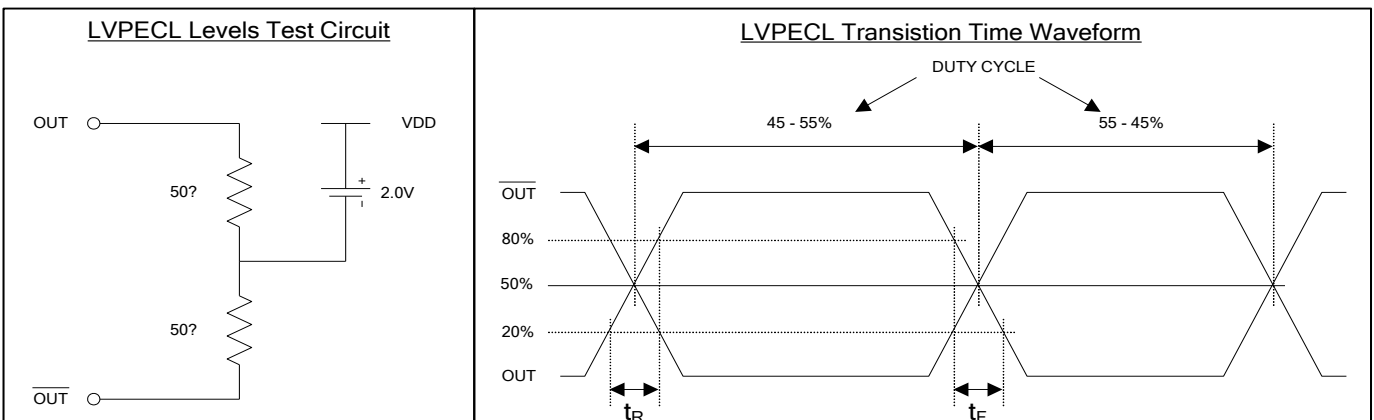 LVPECL Levels Test Circuit
OUT
VDD
50?
2.0V
+
-
50?
OUT
LVPECL Transistion Time Waveform
DUTY CYCLE
45 - 55%
55 - 45%
OUT
80%
50%
20%
OUT
tR
tF